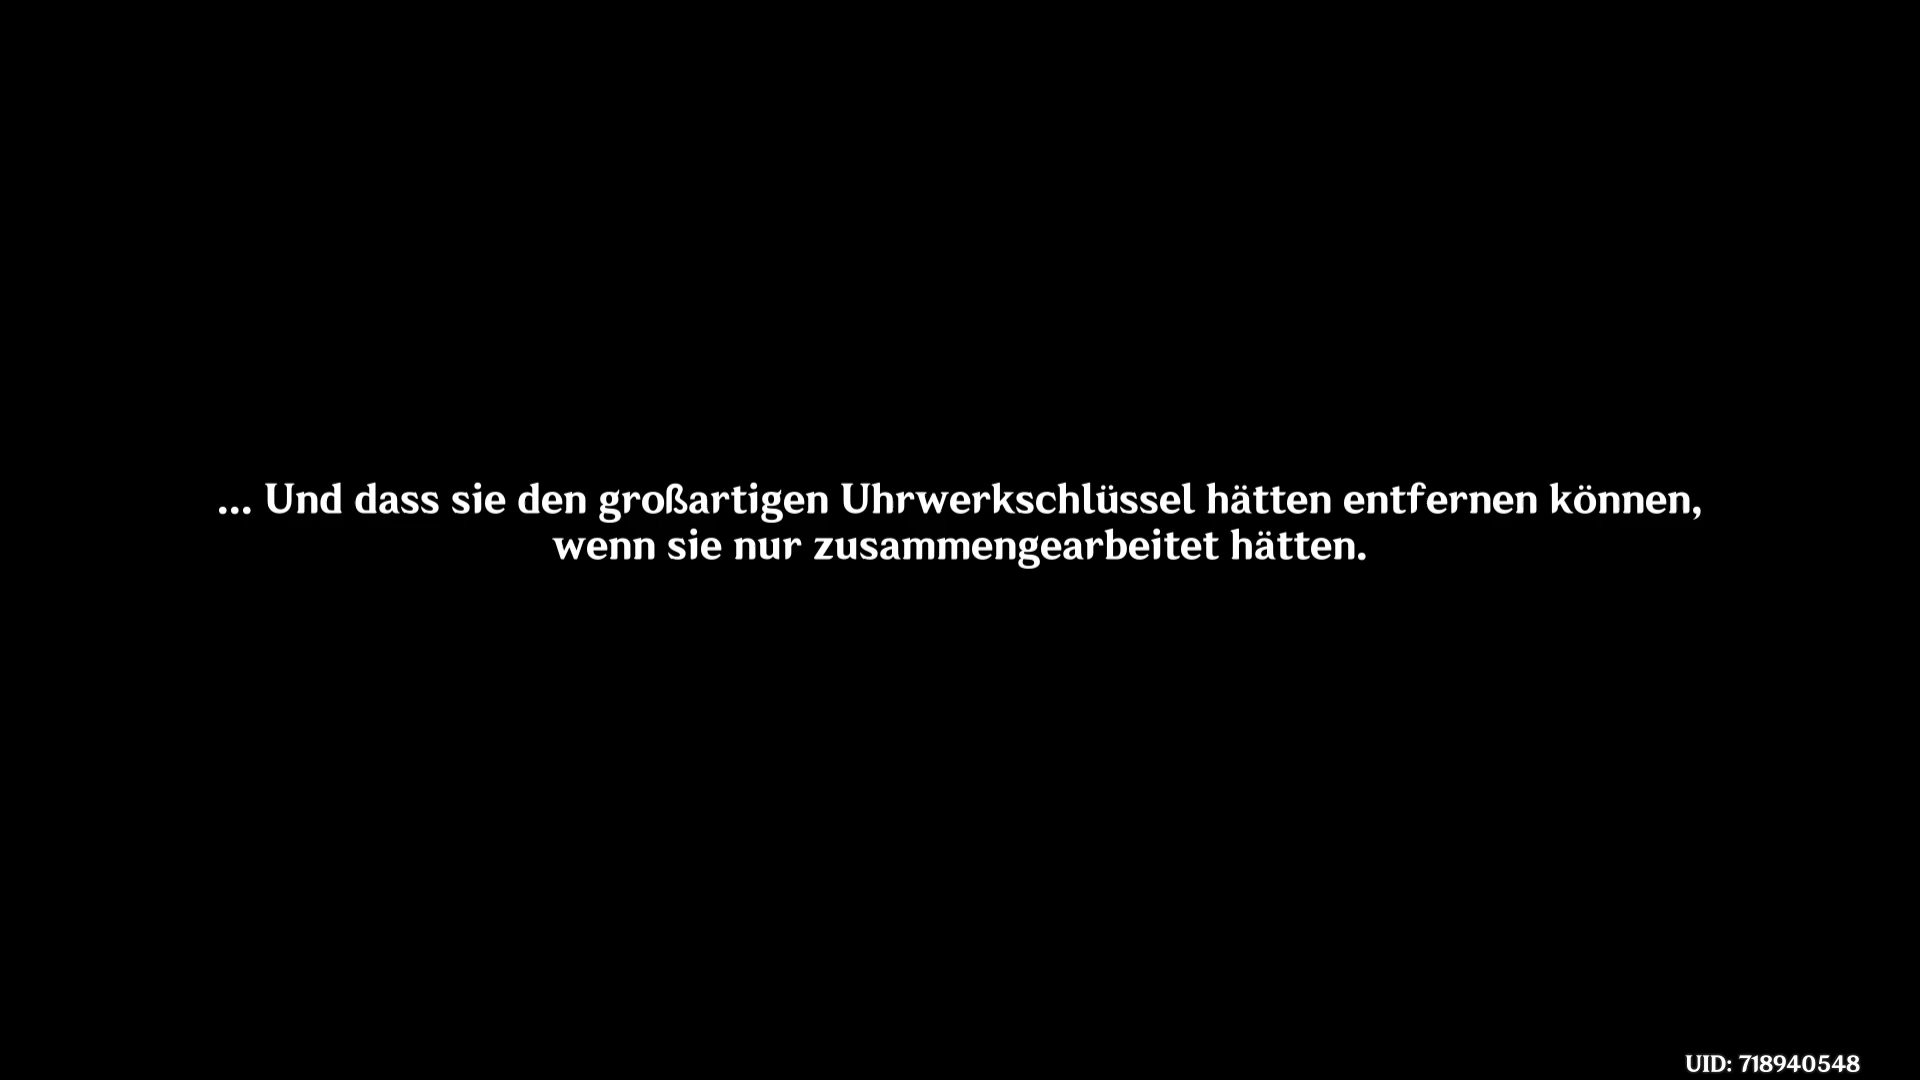 ... Und dass sie den großartigen Uhrwerkschlüssel hätten entfernen können,
wenn sie nur zusammengearbeitet hätten.
UID: 718940548